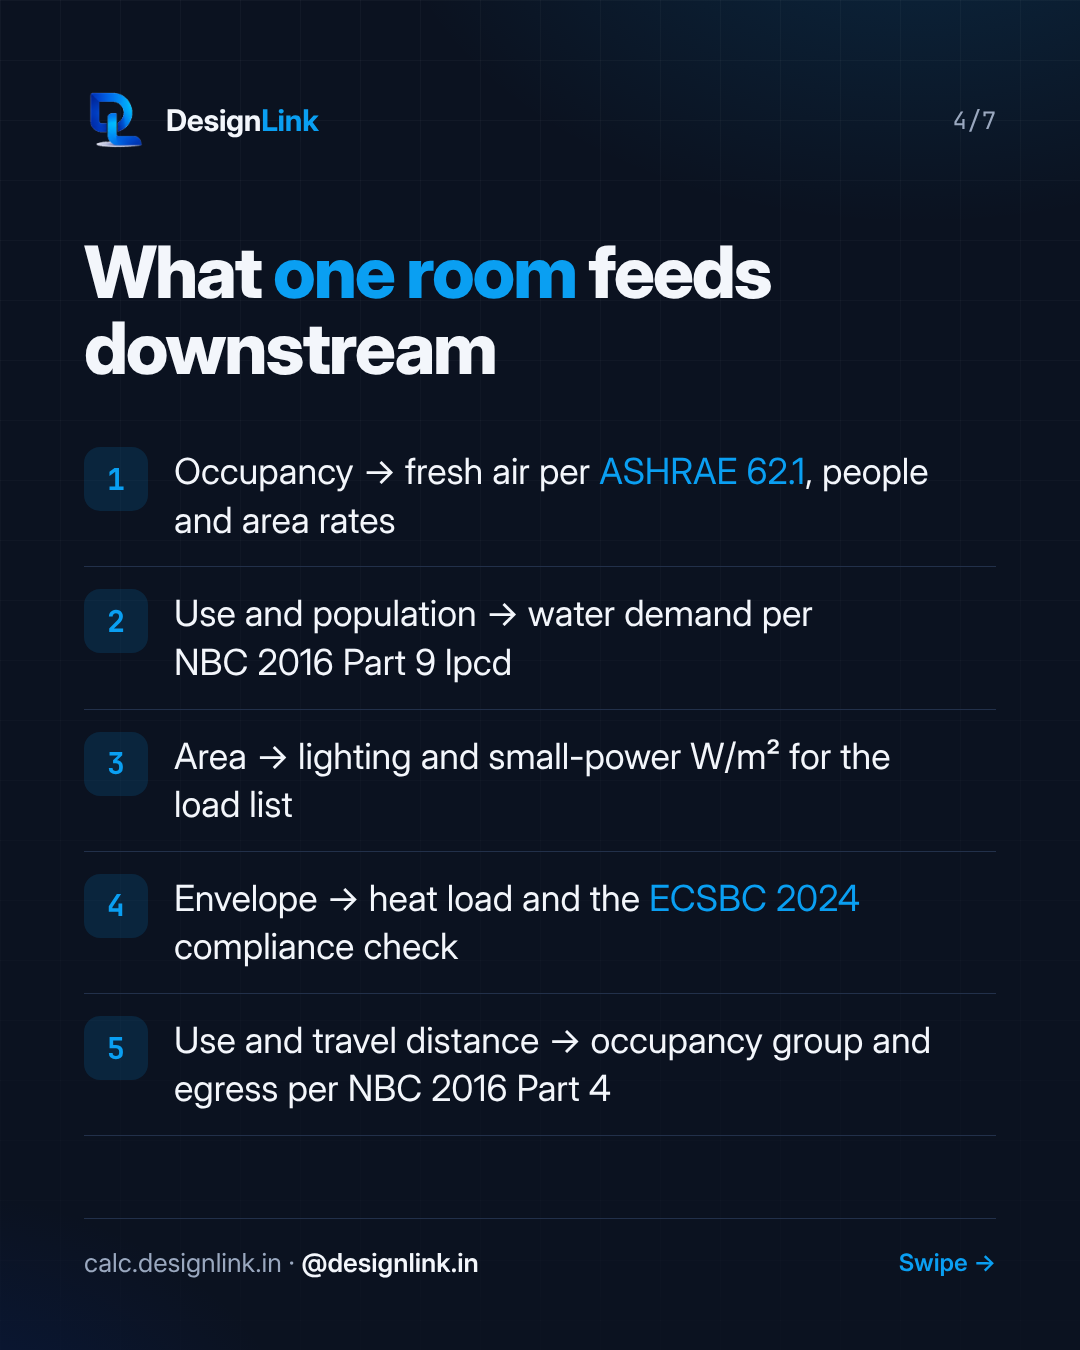 DesignLink
4/7
What one room feeds
downstream
1
Occupancy → fresh air per ASHRAE 62.1, people
and area rates
2
Use and population → water demand per
NBC 2016 Part 9 lpcd
3
Area → lighting and small-power W/m² for the
load list
4
Envelope → heat load and the ECSBC 2024
compliance check
5
Use and travel distance → occupancy group and
egress per NBC 2016 Part 4
calc.designlink.in · @designlink.in
Swipe →